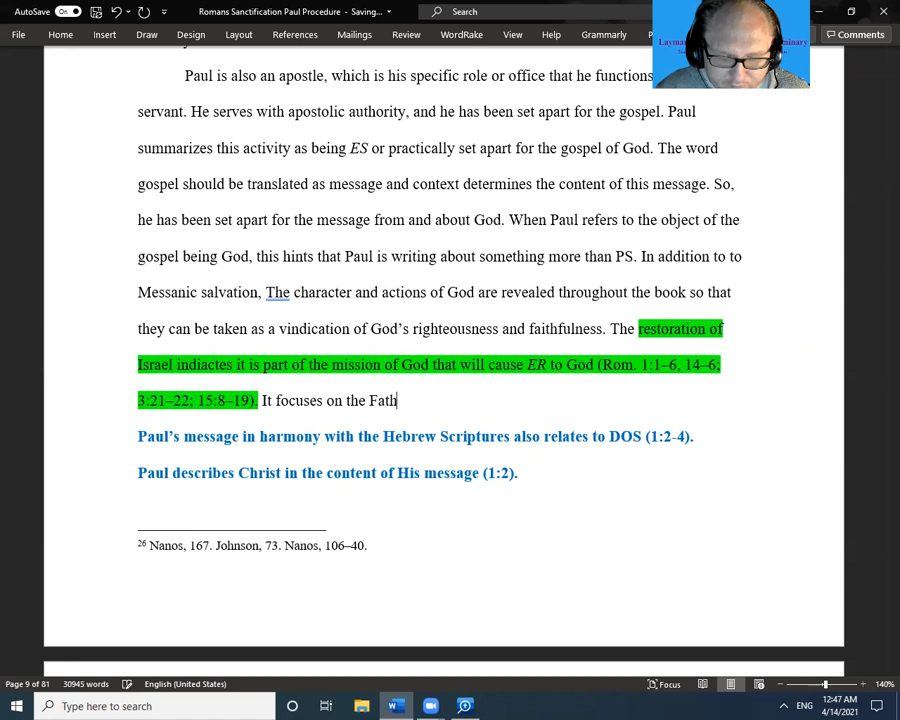 AutoSave On Romans Sanctification Paul Procedure - Saving... Search
File Home Insert Draw Design Layout References Mailings Review WordRake View Help Grammarly Comments
Paul is also an apostle, which is his specific role or office that he functions
servant. He serves with apostolic authority, and he has been set apart for the gospel. Paul
summarizes this activity as being ES or practically set apart for the gospel of God. The word
gospel should be translated as message and context determines the content of this message. So,
he has been set apart for the message from and about God. When Paul refers to the object of the
gospel being God, this hints that Paul is writing about something more than PS. In addition to to
Messanic salvation, The character and actions of God are revealed throughout the book so that
they can be taken as a vindication of God's righteousness and faithfulness. The restoration of
Israel indiactes it is part of the mission of God that will cause ER to God (Rom. 1:1–6, 14–6;
3:21–22; 15:8–19). It focuses on the Fath
Paul's message in harmony with the Hebrew Scriptures also relates to DOS (1:2-4).
Paul describes Christ in the content of His message (1:2).
26 Nanos, 167. Johnson, 73. Nanos, 106–40.
Page 9 of 81 30945 words English (United States) Focus 140%
Type here to search ENG 12:47 AM
4/14/2021